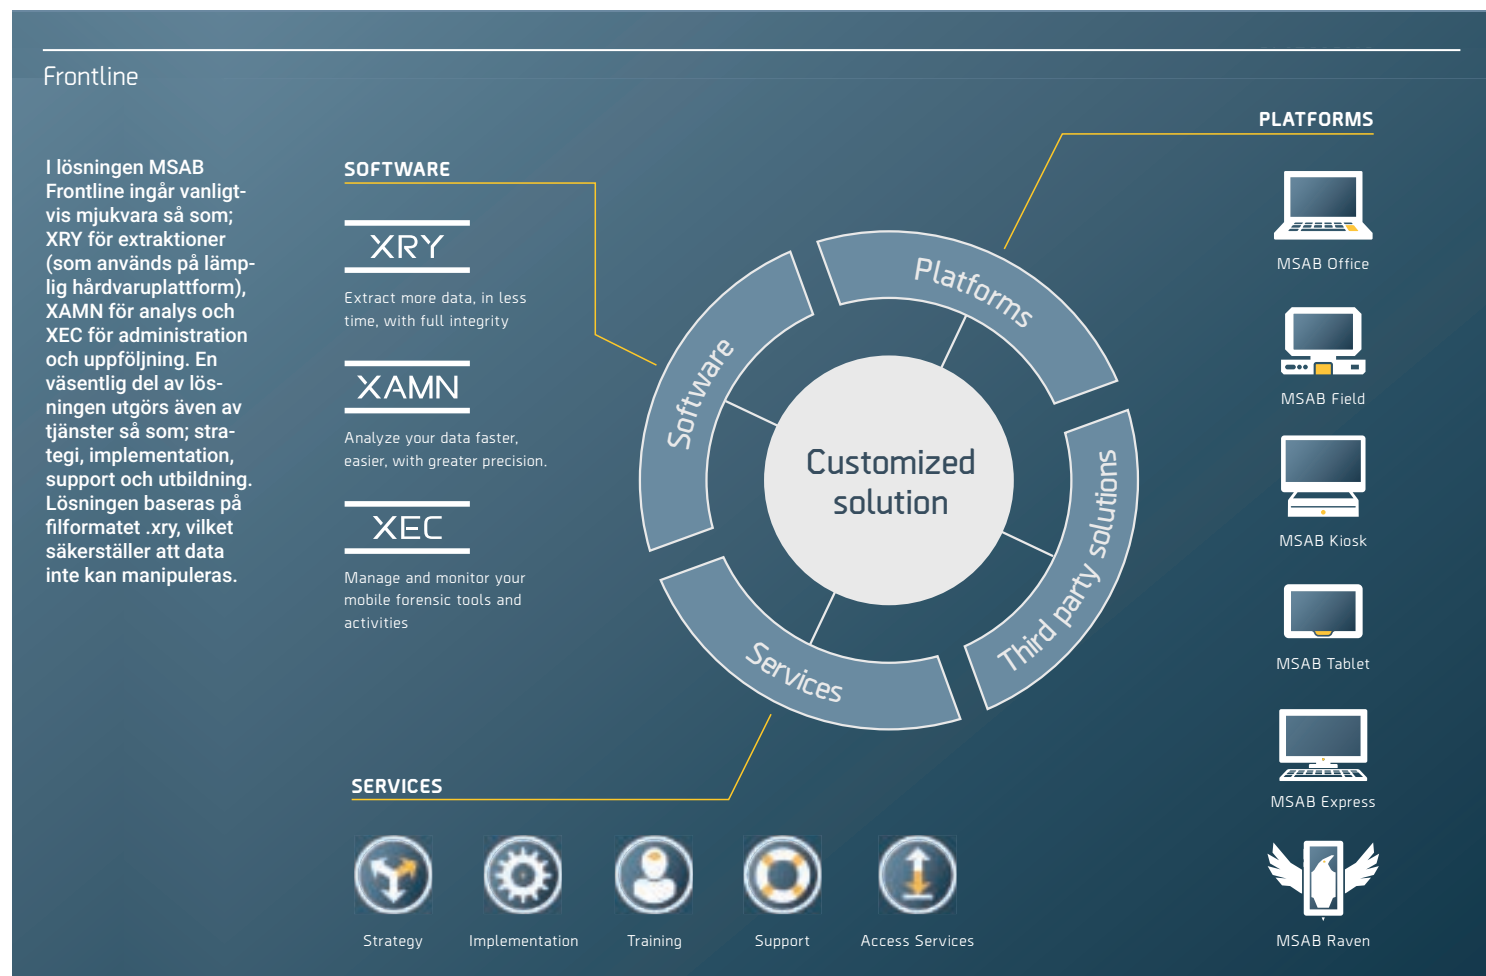 Frontline
I lösningen MSAB
Frontline ingår vanligt-
vis mjukvara så som;
XRY för extraktioner
(som används på lämp-
lig hårdvaruplattform),
XAMN för analys och
XEC för administration
och uppföljning. En
väsentlig del av lös-
ningen utgörs även av
tjänster så som; stra-
tegi, implementation,
support och utbildning.
Lösningen baseras på
filformatet .xry, vilket
säkerställer att data
inte kan manipuleras.
SOFTWARE
XRY
Extract more data, in less
time, with full integrity
XAMN
Analyze your data faster,
easier, with greater precision.
XEC
Manage and monitor your
mobile forensic tools and
activities
Software
Platforms
Third party solutions
Services
Customized
solution
PLATFORMS
MSAB Office
MSAB Field
MSAB Kiosk
MSAB Tablet
MSAB Express
MSAB Raven
SERVICES
Strategy
Implementation
Training
Support
Access Services